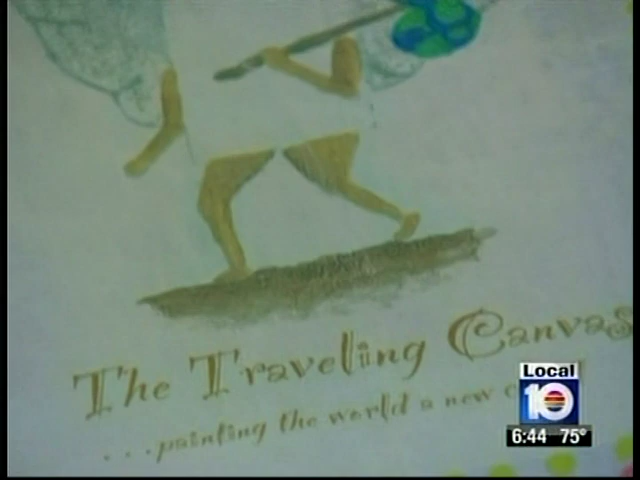 The Traveling Canvas
...painting the world a new c
Local
10
6:44 75°